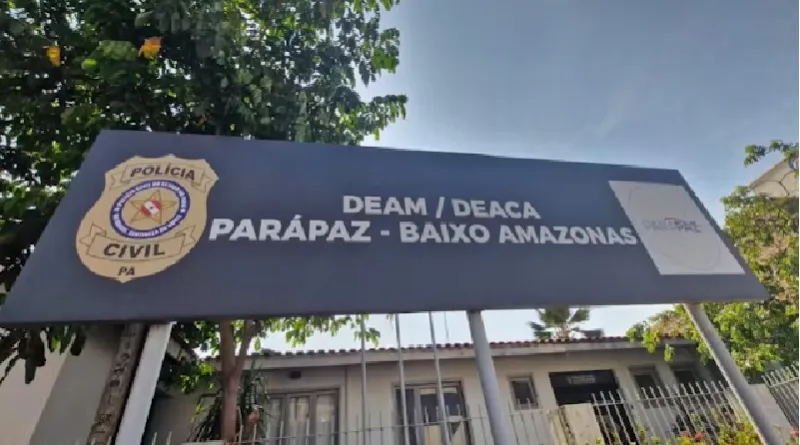 POLÍCIA
CIVIL
PA
DEAM / DEACA
PARÁPAZ - BAIXO AMAZONAS